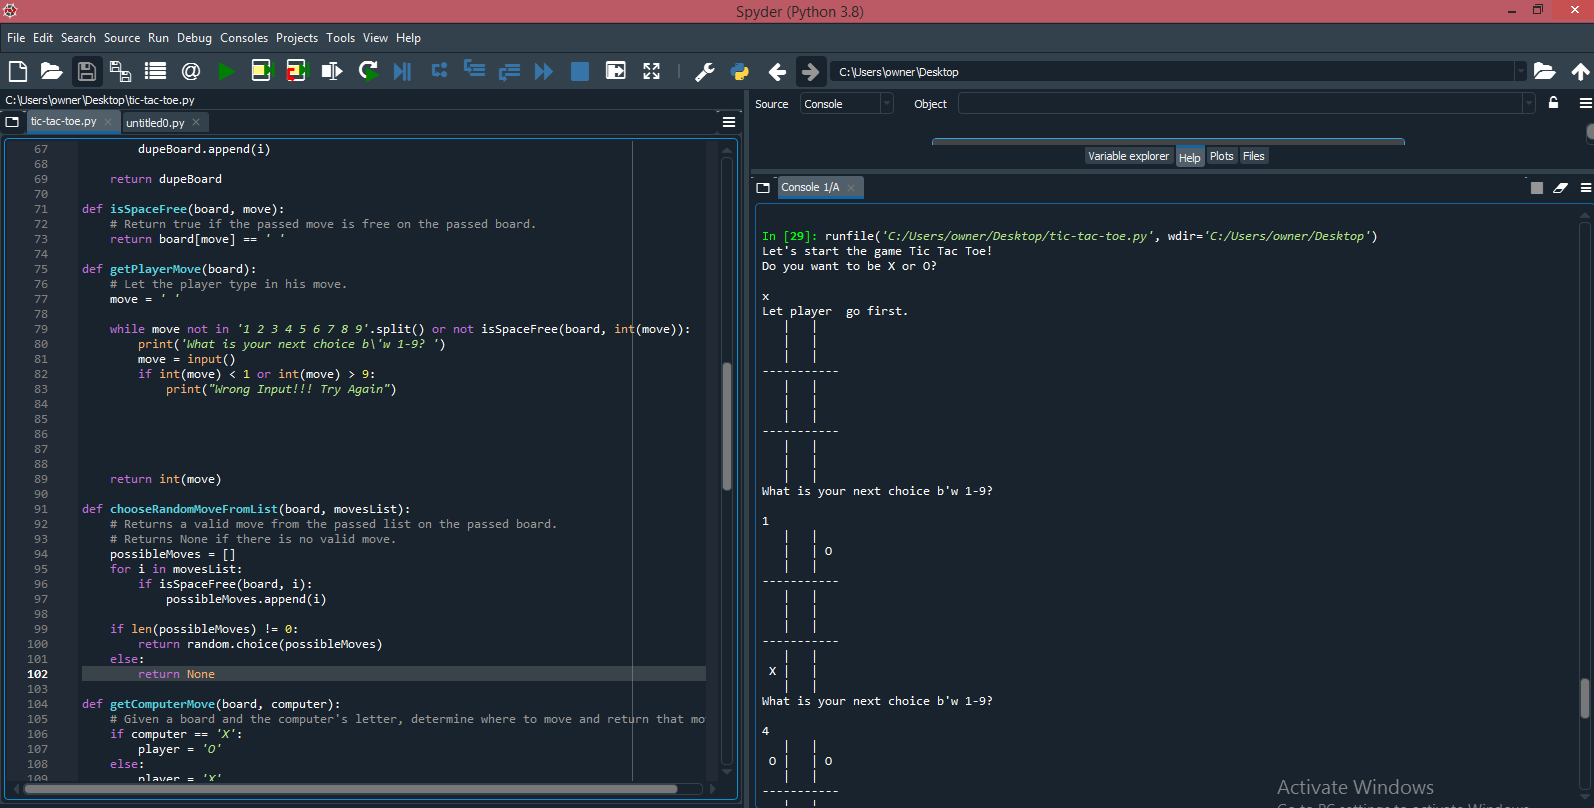 Spyder (Python 3.8)
File Edit Search Source Run Debug Consoles Projects Tools View Help
C:\Users\owner\Desktop
C:\Users\owner\Desktop\tic-tac-toe.py
tic-tac-toe.py
untitled0.py
67 dupeBoard.append(i)
68
69 return dupeBoard
70
71 def isSpaceFree(board, move):
72 # Return true if the passed move is free on the passed board.
73 return board[move] == ' '
74
75 def getPlayerMove(board):
76 # Let the player type in his move.
77 move = ' '
78
79 while move not in '1 2 3 4 5 6 7 8 9'.split() or not isSpaceFree(board, int(move)):
80 print('What is your next choice b\'w 1-9? ')
81 move = input()
82 if int(move) < 1 or int(move) > 9:
83 print("Wrong Input!!! Try Again")
84
85
86
87
88
89 return int(move)
90
91 def chooseRandomMoveFromList(board, movesList):
92 # Returns a valid move from the passed list on the passed board.
93 # Returns None if there is no valid move.
94 possibleMoves = []
95 for i in movesList:
96 if isSpaceFree(board, i):
97 possibleMoves.append(i)
98
99 if len(possibleMoves) != 0:
100 return random.choice(possibleMoves)
101 else:
102 return None
103
104 def getComputerMove(board, computer):
105 # Given a board and the computer's letter, determine where to move and return that mo
106 if computer == 'X':
107 player = 'O'
108 else:
109 player = 'X'
Source Console Object
Variable explorer Help Plots Files
Console 1/A
In [29]: runfile('C:/Users/owner/Desktop/tic-tac-toe.py', wdir='C:/Users/owner/Desktop')
Let's start the game Tic Tac Toe!
Do you want to be X or O?
x
Let player  go first.
| |
| |
| |
-----------
| |
| |
| |
-----------
| |
| |
| |
What is your next choice b'w 1-9?
1
| |
| | O
| |
-----------
| |
| |
| |
-----------
| |
X | |
| |
What is your next choice b'w 1-9?
4
| |
O | | O
| |
-----------
| |
Activate Windows